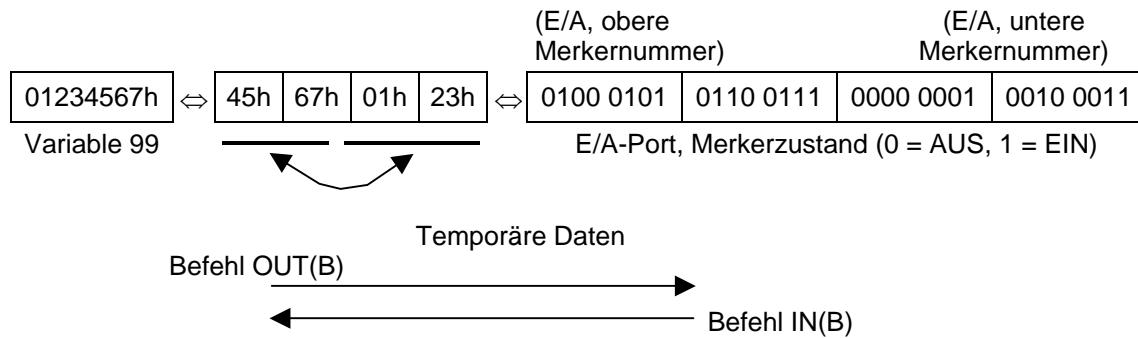 (E/A, obere Merkernummer)
(E/A, untere Merkernummer)
01234567h ⇔ 45h 67h 01h 23h ⇔ 0100 0101 0110 0111 0000 0001 0010 0011
Variable 99
E/A-Port, Merkerzustand (0 = AUS, 1 = EIN)
Temporäre Daten
Befehl OUT(B)
Befehl IN(B)